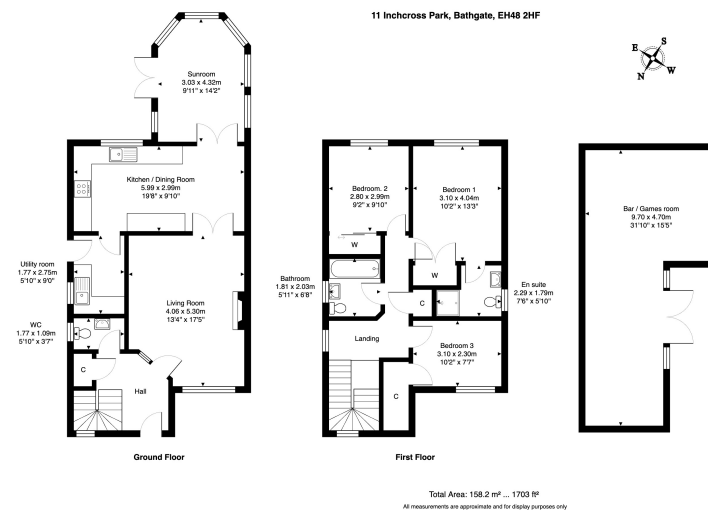 11 Inchcross Park, Bathgate, EH48 2HF
E
S
N
W
Sunroom
3.03 x 4.32m
9'11" x 14'2"
Kitchen / Dining Room
5.99 x 2.99m
19'8" x 9'10"
Utility room
1.77 x 2.75m
5'10" x 9'0"
Living Room
4.06 x 5.30m
13'4" x 17'5"
WC
1.77 x 1.09m
5'10" x 3'7"
C
Hall
Ground Floor
Bedroom. 2
2.80 x 2.99m
9'2" x 9'10"
Bedroom 1
3.10 x 4.04m
10'2" x 13'3"
W
W
Bathroom
1.81 x 2.03m
5'11" x 6'8"
C
En suite
2.29 x 1.79m
7'6" x 5'10"
Landing
Bedroom 3
3.10 x 2.30m
10'2" x 7'7"
C
First Floor
Bar / Games room
9.70 x 4.70m
31'10" x 15'5"
Total Area: 158.2 m² ... 1703 ft²
All measurements are approximate and for display purposes only